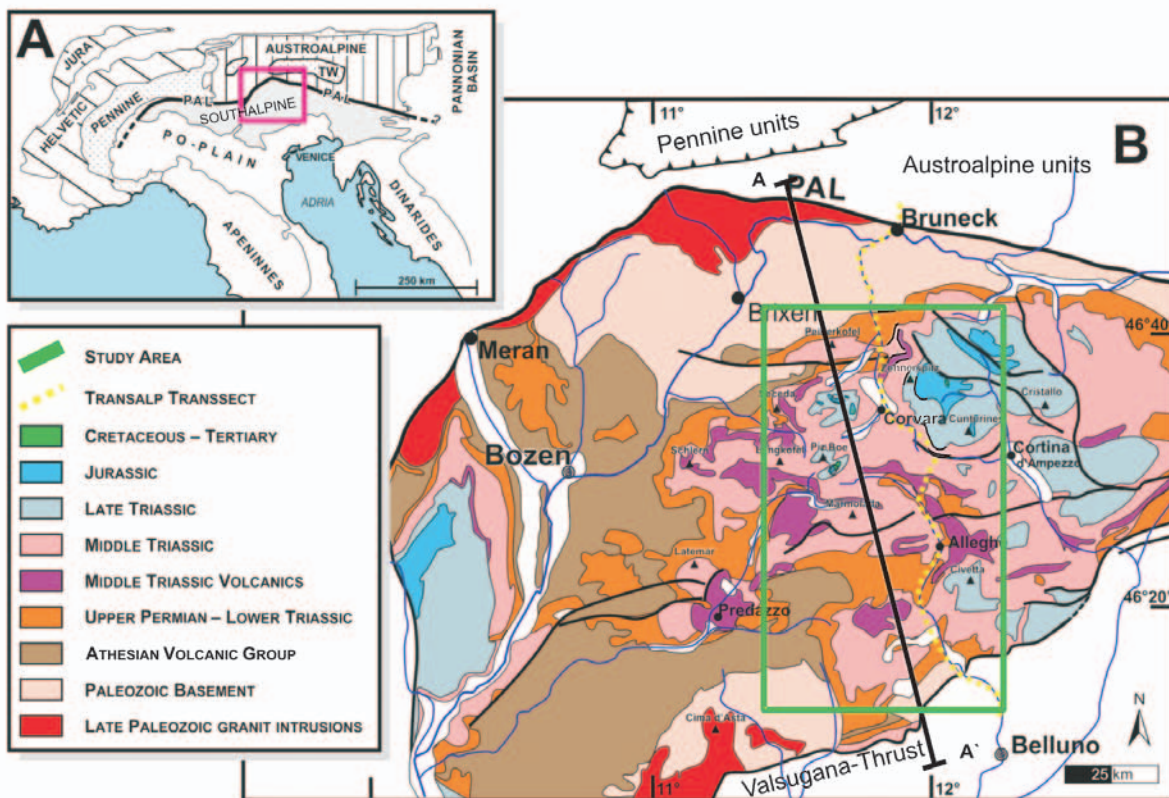 A
JURA
HELVETIC
PENNINE
AUSTROALPINE
TW
PAL
PAL
SOUTHALPINE
PO-PLAIN
VENICE
ADRIA
APENINNES
DINARIDES
PANNONIAN
BASIN
250 km
STUDY AREA
TRANSALP TRANSSECT
CRETACEOUS – TERTIARY
JURASSIC
LATE TRIASSIC
MIDDLE TRIASSIC
MIDDLE TRIASSIC VOLCANICS
UPPER PERMIAN – LOWER TRIASSIC
ATHESIAN VOLCANIC GROUP
PALEOZOIC BASEMENT
LATE PALEOZOIC GRANIT INTRUSIONS
11°
12°
B
Pennine units
Austroalpine units
A
PAL
Bruneck
Brixen
46°40
Meran
Peitlerkofel
Zehnerspitz
Seceda
Cristallo
Corvara
Cunturines
Bozen
Schlern
Langkofel
Piz Boe
Cortina
d'Ampezzo
Marmolada
Alleghe
Latemar
Civetta
46°20
Predazzo
Cima d'Asta
N
Valsugana-Thrust
A`
Belluno
11°
12°
25 km